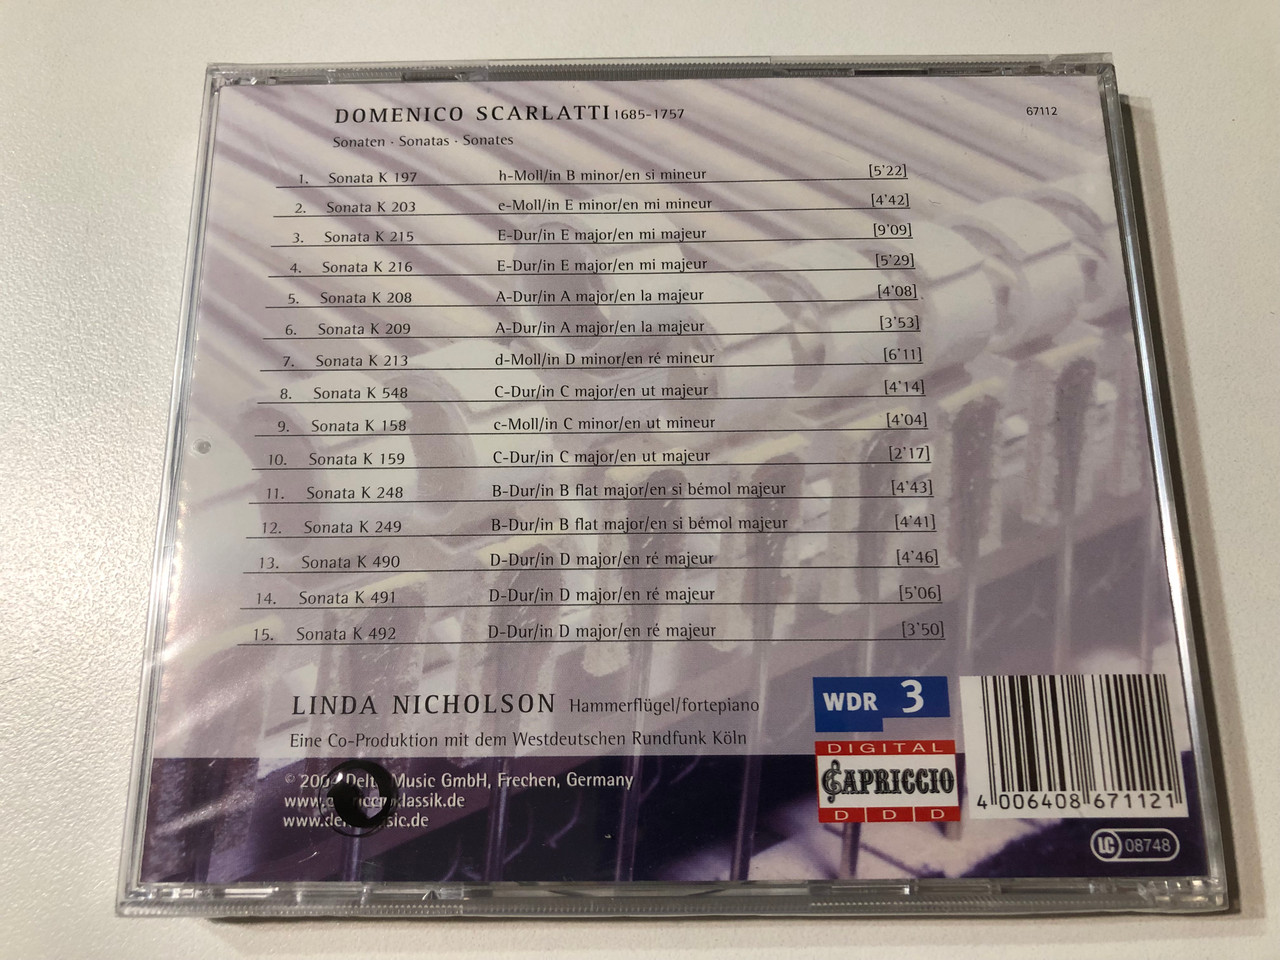 DOMENICO SCARLATTI 1685-1757 67112
Sonaten · Sonatas · Sonates
1. Sonata K 197 h-Moll/in B minor/en si mineur [5'22]
2. Sonata K 203 e-Moll/in E minor/en mi mineur [4'42]
3. Sonata K 215 E-Dur/in E major/en mi majeur [9'09]
4. Sonata K 216 E-Dur/in E major/en mi majeur [5'29]
5. Sonata K 208 A-Dur/in A major/en la majeur [4'08]
6. Sonata K 209 A-Dur/in A major/en la majeur [3'53]
7. Sonata K 213 d-Moll/in D minor/en ré mineur [6'11]
8. Sonata K 548 C-Dur/in C major/en ut majeur [4'14]
9. Sonata K 158 c-Moll/in C minor/en ut mineur [4'04]
10. Sonata K 159 C-Dur/in C major/en ut majeur [2'17]
11. Sonata K 248 B-Dur/in B flat major/en si bémol majeur [4'43]
12. Sonata K 249 B-Dur/in B flat major/en si bémol majeur [4'41]
13. Sonata K 490 D-Dur/in D major/en ré majeur [4'46]
14. Sonata K 491 D-Dur/in D major/en ré majeur [5'06]
15. Sonata K 492 D-Dur/in D major/en ré majeur [3'50]
LINDA NICHOLSON Hammerflügel/fortepiano
Eine Co-Produktion mit dem Westdeutschen Rundfunk Köln
© Music GmbH, Frechen, Germany
WDR 3
DIGITAL
CAPRICCIO
D D D
4 006408 671121
LC 08748